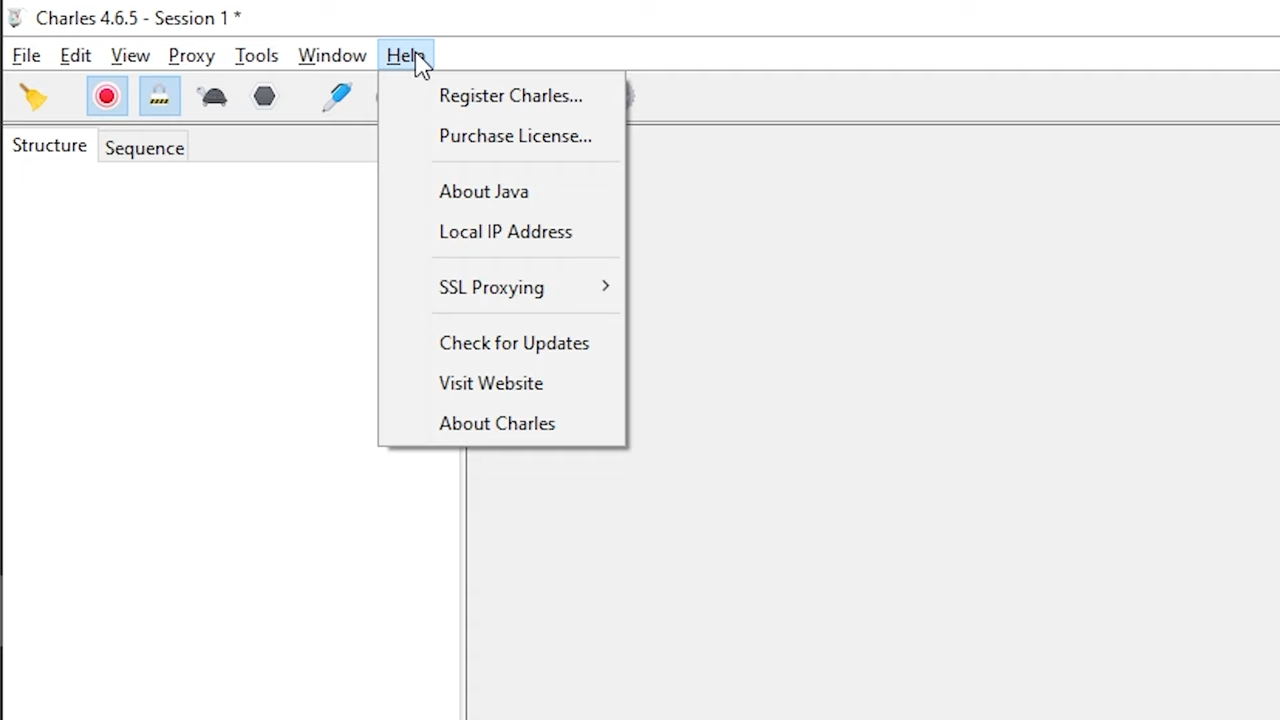 Charles 4.6.5 - Session 1 *
File Edit View Proxy Tools Window Help
Register Charles...
Purchase License...
Structure Sequence
About Java
Local IP Address
SSL Proxying
Check for Updates
Visit Website
About Charles